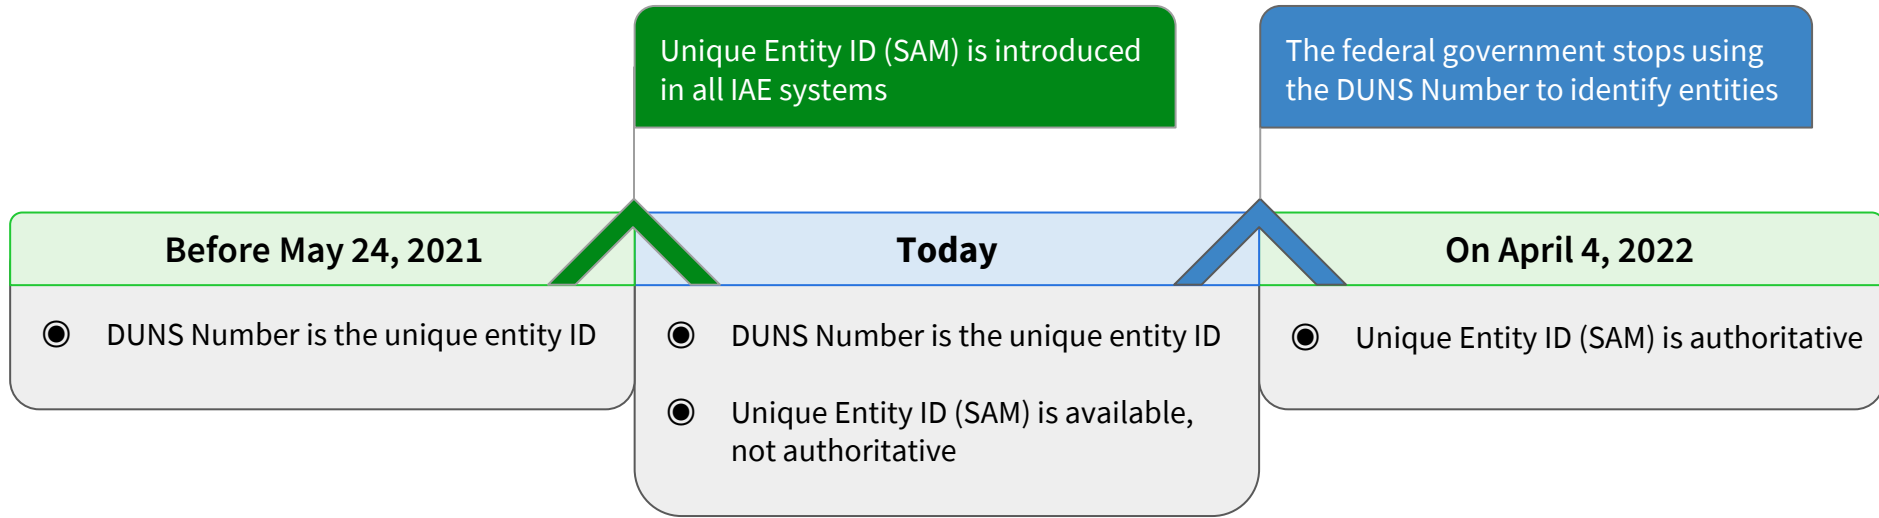 Unique Entity ID (SAM) is introduced
in all IAE systems
The federal government stops using
the DUNS Number to identify entities
Before May 24, 2021
Today
On April 4, 2022
DUNS Number is the unique entity ID
DUNS Number is the unique entity ID
Unique Entity ID (SAM) is available,
not authoritative
Unique Entity ID (SAM) is authoritative